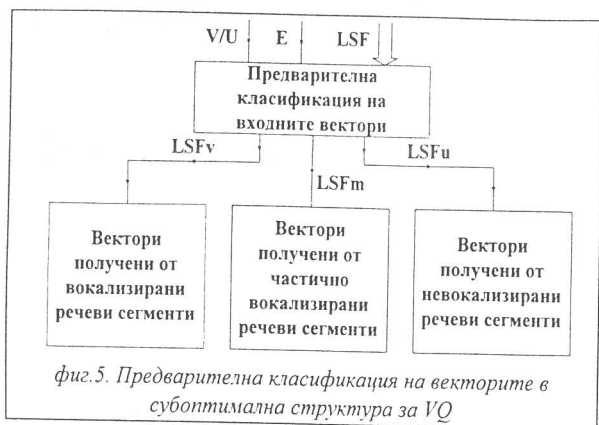 V/U E LSF
Предварителна
класификация на
входните вектори
LSFv
LSFu
LSFm
Вектори
получени от
вокализирани
речеви сегменти
Вектори
получени от
частично
вокализирани
речеви сегменти
Вектори
получени от
невокализирани
речеви сегменти
фиг.5. Предварителна класификация на векторите в
субоптимална структура за VQ